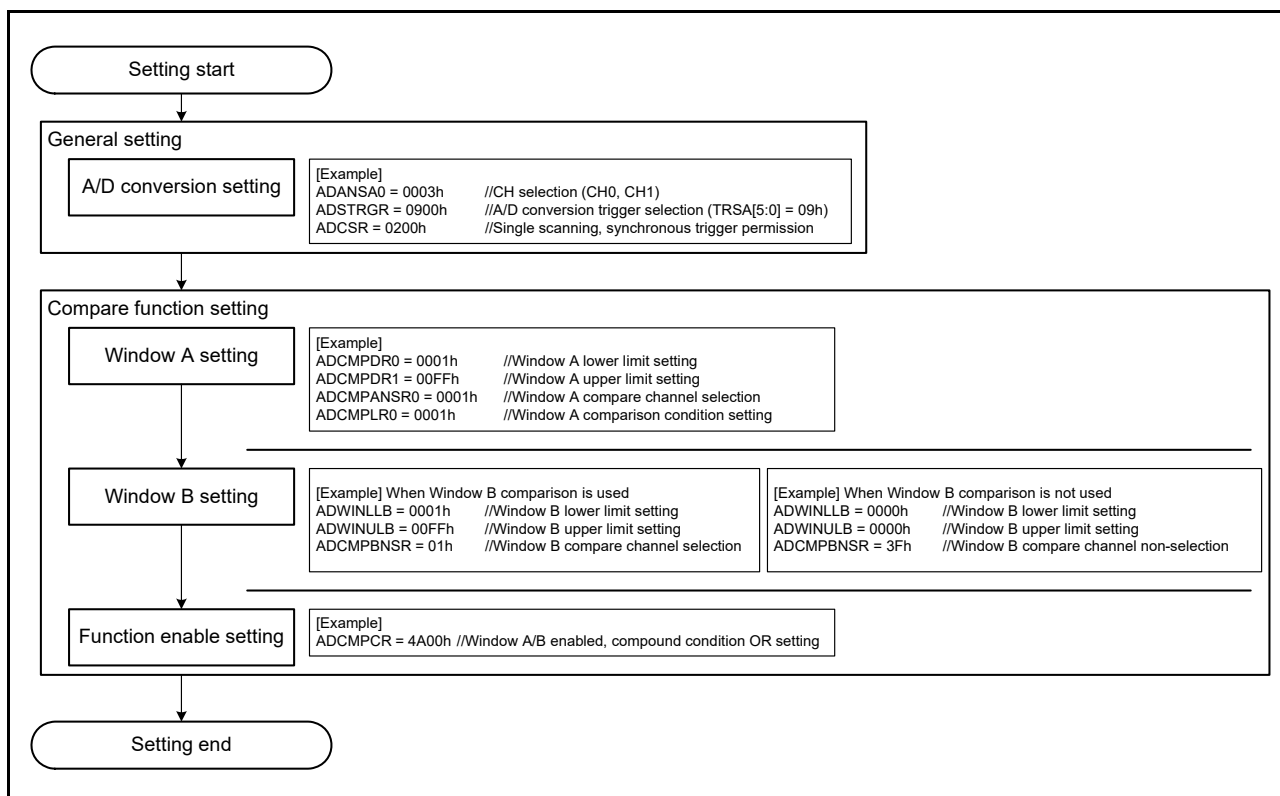 Setting start
General setting
A/D conversion setting
[Example]
ADANSA0 = 0003h //CH selection (CH0, CH1)
ADSTRGR = 0900h //A/D conversion trigger selection (TRSA[5:0] = 09h)
ADCSR = 0200h //Single scanning, synchronous trigger permission
Compare function setting
Window A setting
[Example]
ADCMPDR0 = 0001h //Window A lower limit setting
ADCMPDR1 = 00FFh //Window A upper limit setting
ADCMPANSR0 = 0001h //Window A compare channel selection
ADCMPLR0 = 0001h //Window A comparison condition setting
Window B setting
[Example] When Window B comparison is used
ADWINLLB = 0001h //Window B lower limit setting
ADWINULB = 00FFh //Window B upper limit setting
ADCMPBNSR = 01h //Window B compare channel selection
[Example] When Window B comparison is not used
ADWINLLB = 0000h //Window B lower limit setting
ADWINULB = 0000h //Window B upper limit setting
ADCMPBNSR = 3Fh //Window B compare channel non-selection
Function enable setting
[Example]
ADCMPCR = 4A00h //Window A/B enabled, compound condition OR setting
Setting end